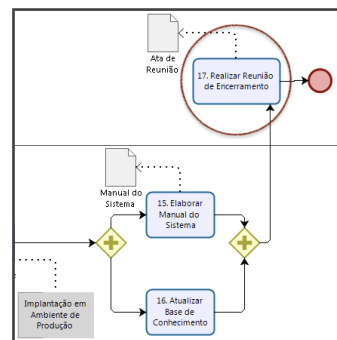 Ata de
Reunião
17. Realizar Reunião
de Encerramento
Manual do
Sistema
15. Elaborar
Manual do
Sistema
16. Atualizar
Base de
Conhecimento
Implantação em
Ambiente de
Produção